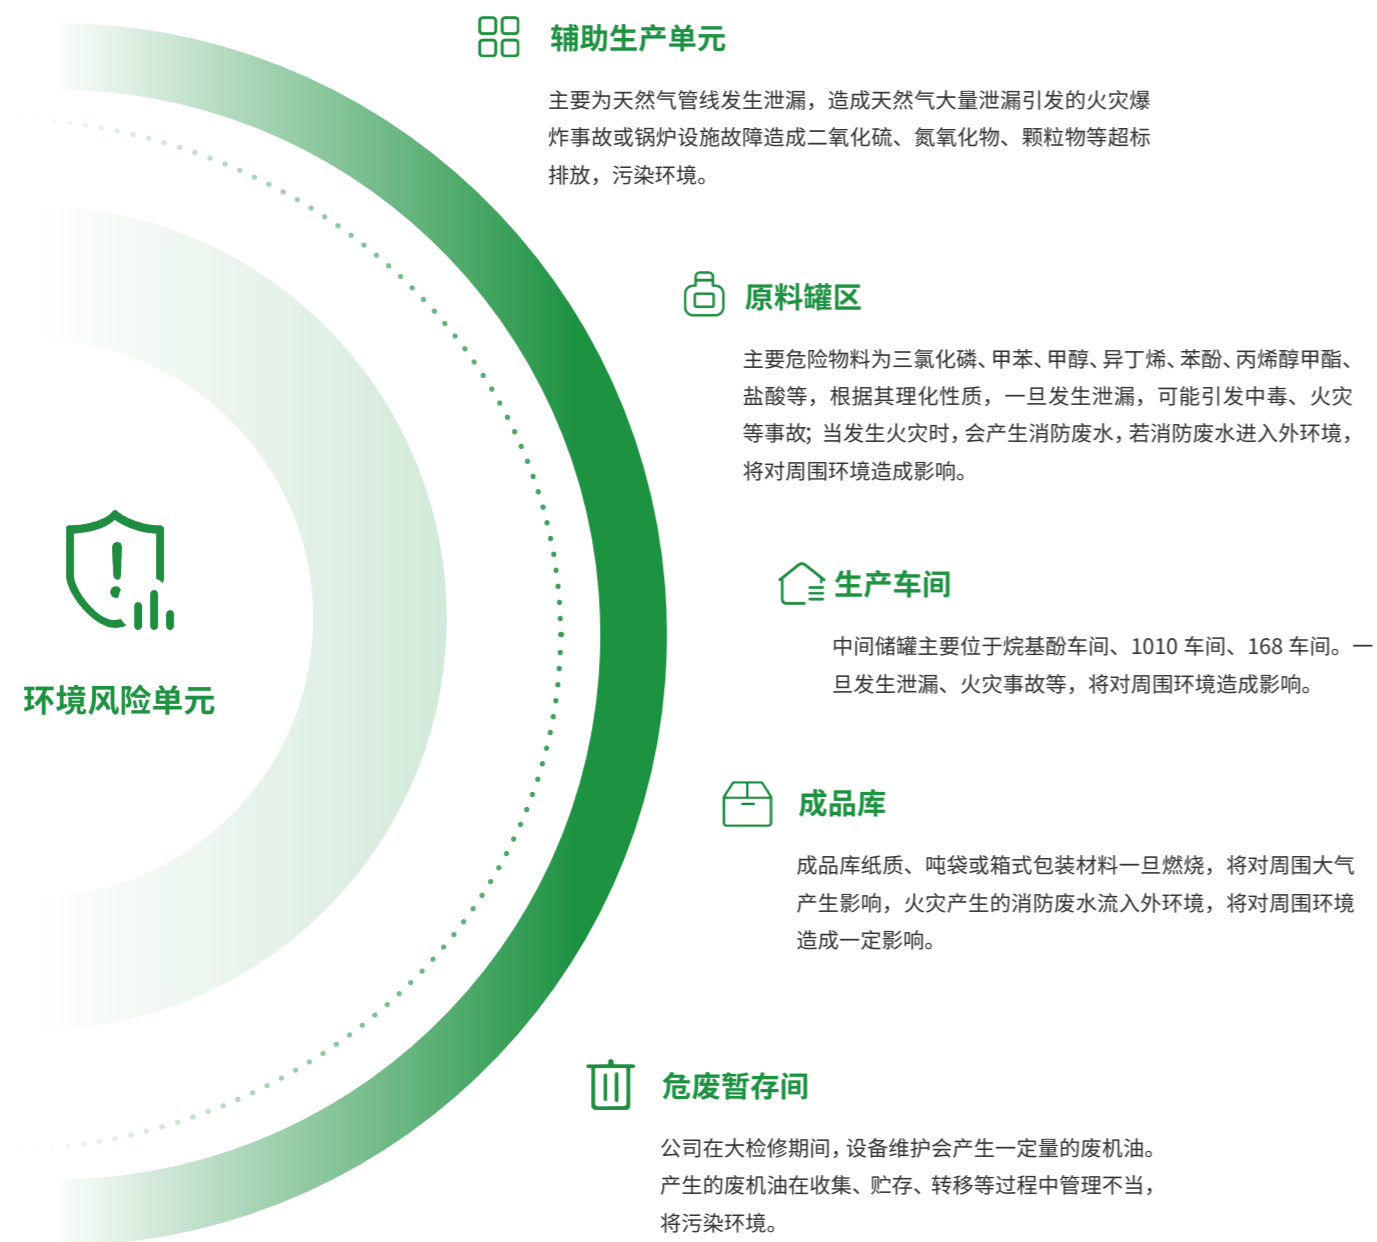 辅助生产单元
主要为天然气管线发生泄漏，造成天然气大量泄漏引发的火灾爆
炸事故或锅炉设施故障造成二氧化硫、氮氧化物、颗粒物等超标
排放，污染环境。
原料罐区
主要危险物料为三氯化磷、甲苯、甲醇、异丁烯、苯酚、丙烯醇甲酯、
盐酸等，根据其理化性质，一旦发生泄漏，可能引发中毒、火灾
等事故；当发生火灾时，会产生消防废水，若消防废水进入外环境，
将对周围环境造成影响。
环境风险单元
生产车间
中间储罐主要位于烷基酚车间、1010 车间、168 车间。一
旦发生泄漏、火灾事故等，将对周围环境造成影响。
成品库
成品库纸质、吨袋或箱式包装材料一旦燃烧，将对周围大气
产生影响，火灾产生的消防废水流入外环境，将对周围环境
造成一定影响。
危废暂存间
公司在大检修期间，设备维护会产生一定量的废机油。
产生的废机油在收集、贮存、转移等过程中管理不当，
将污染环境。